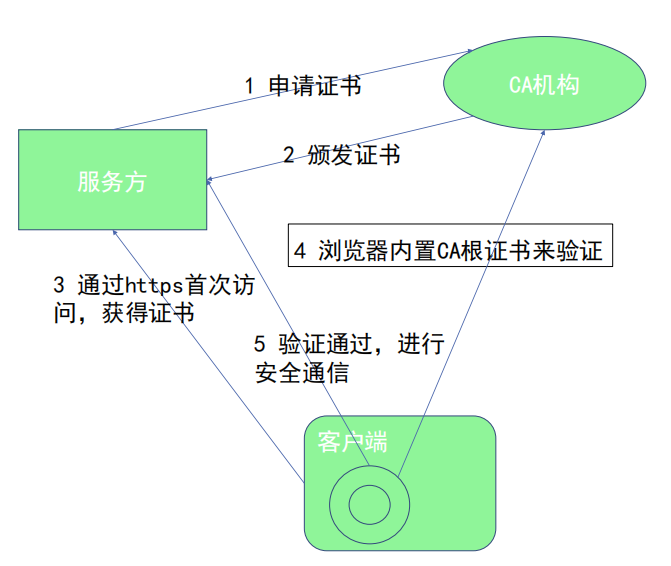 1 申请证书
CA机构
2 颁发证书
服务方
4 浏览器内置CA根证书来验证
3 通过https首次访
问，获得证书
5 验证通过，进行
安全通信
客户端